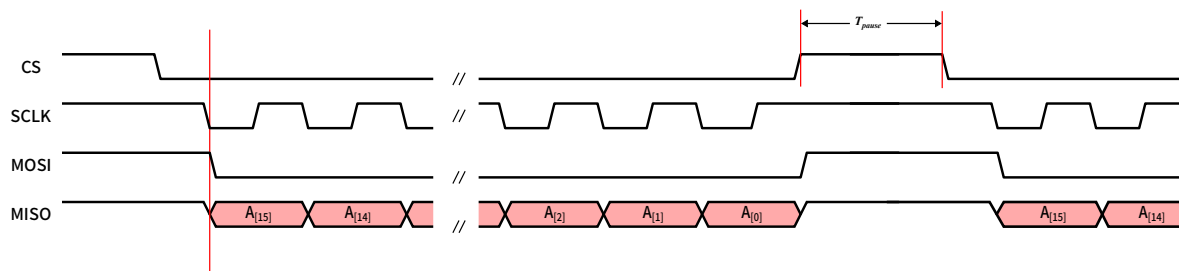 T_pause
CS //
SCLK //
MOSI //
MISO A[15] A[14] // A[2] A[1] A[0] A[15] A[14]